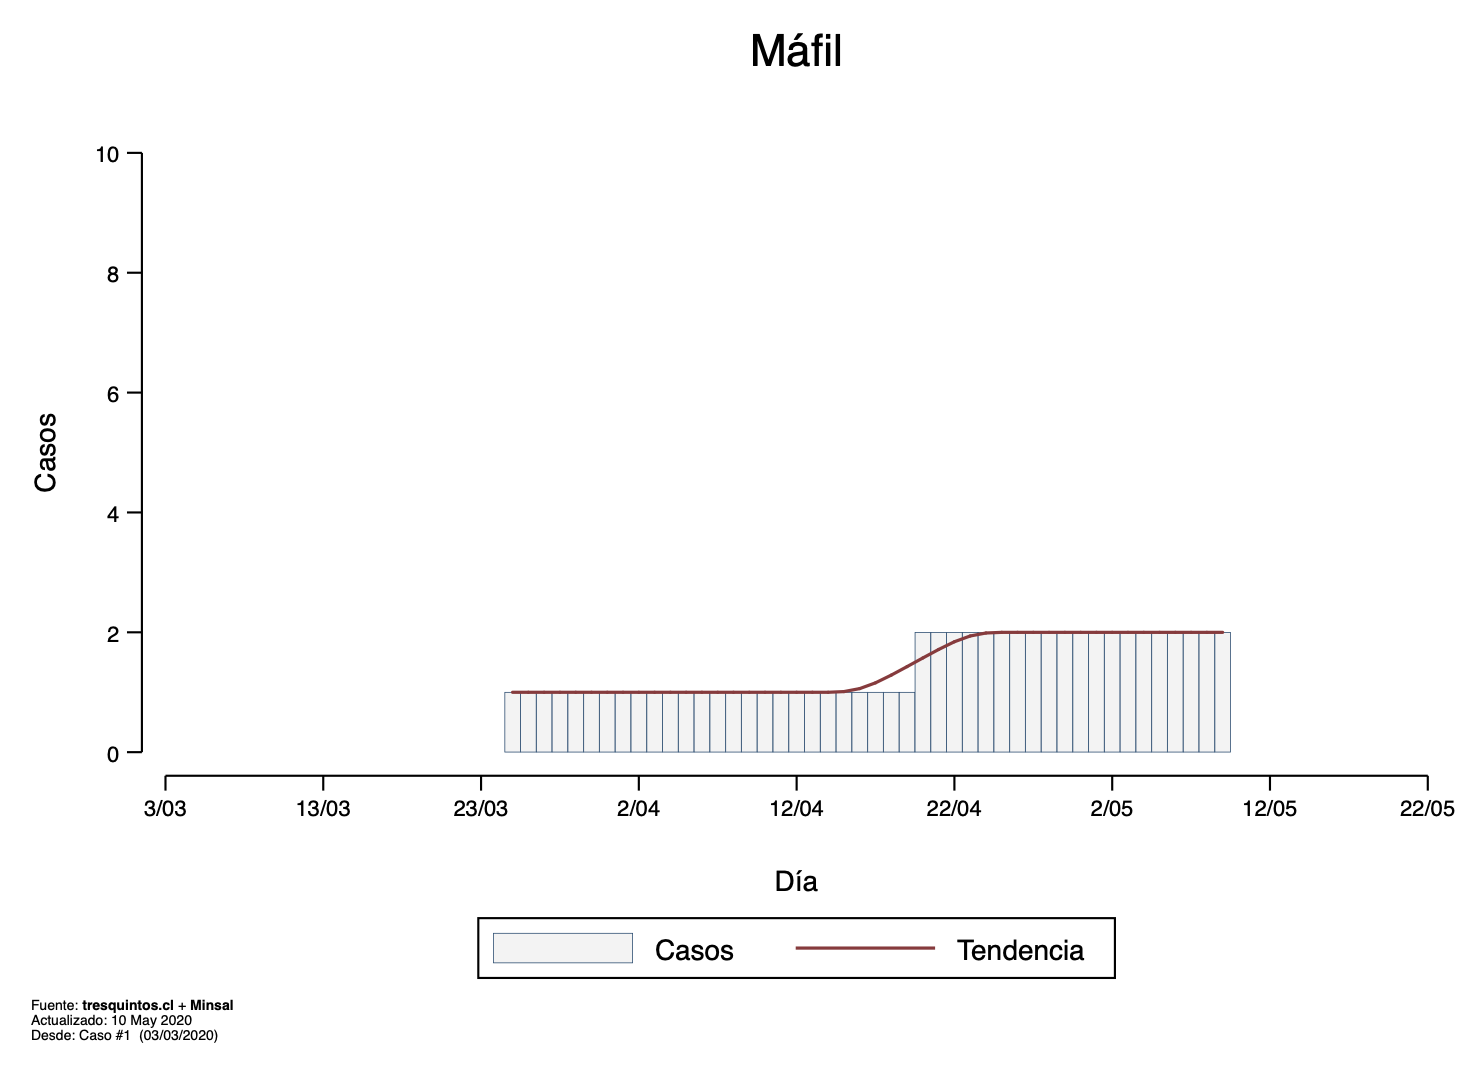 Máfil
Casos
10
8
6
4
2
0
3/03 13/03 23/03 2/04 12/04 22/04 2/05 12/05 22/05
Día
Casos Tendencia
Fuente: tresquintos.cl + Minsal
Actualizado: 10 May 2020
Desde: Caso #1 (03/03/2020)